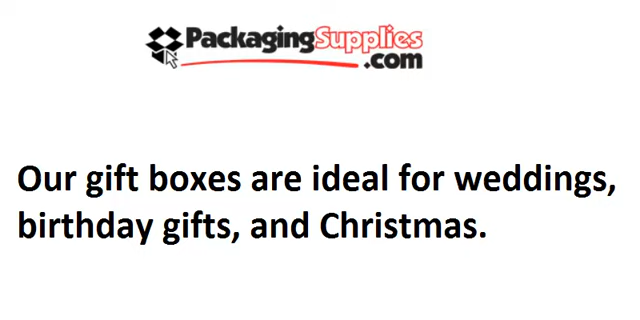 PackagingSupplies
.com
Our gift boxes are ideal for weddings,
birthday gifts, and Christmas.